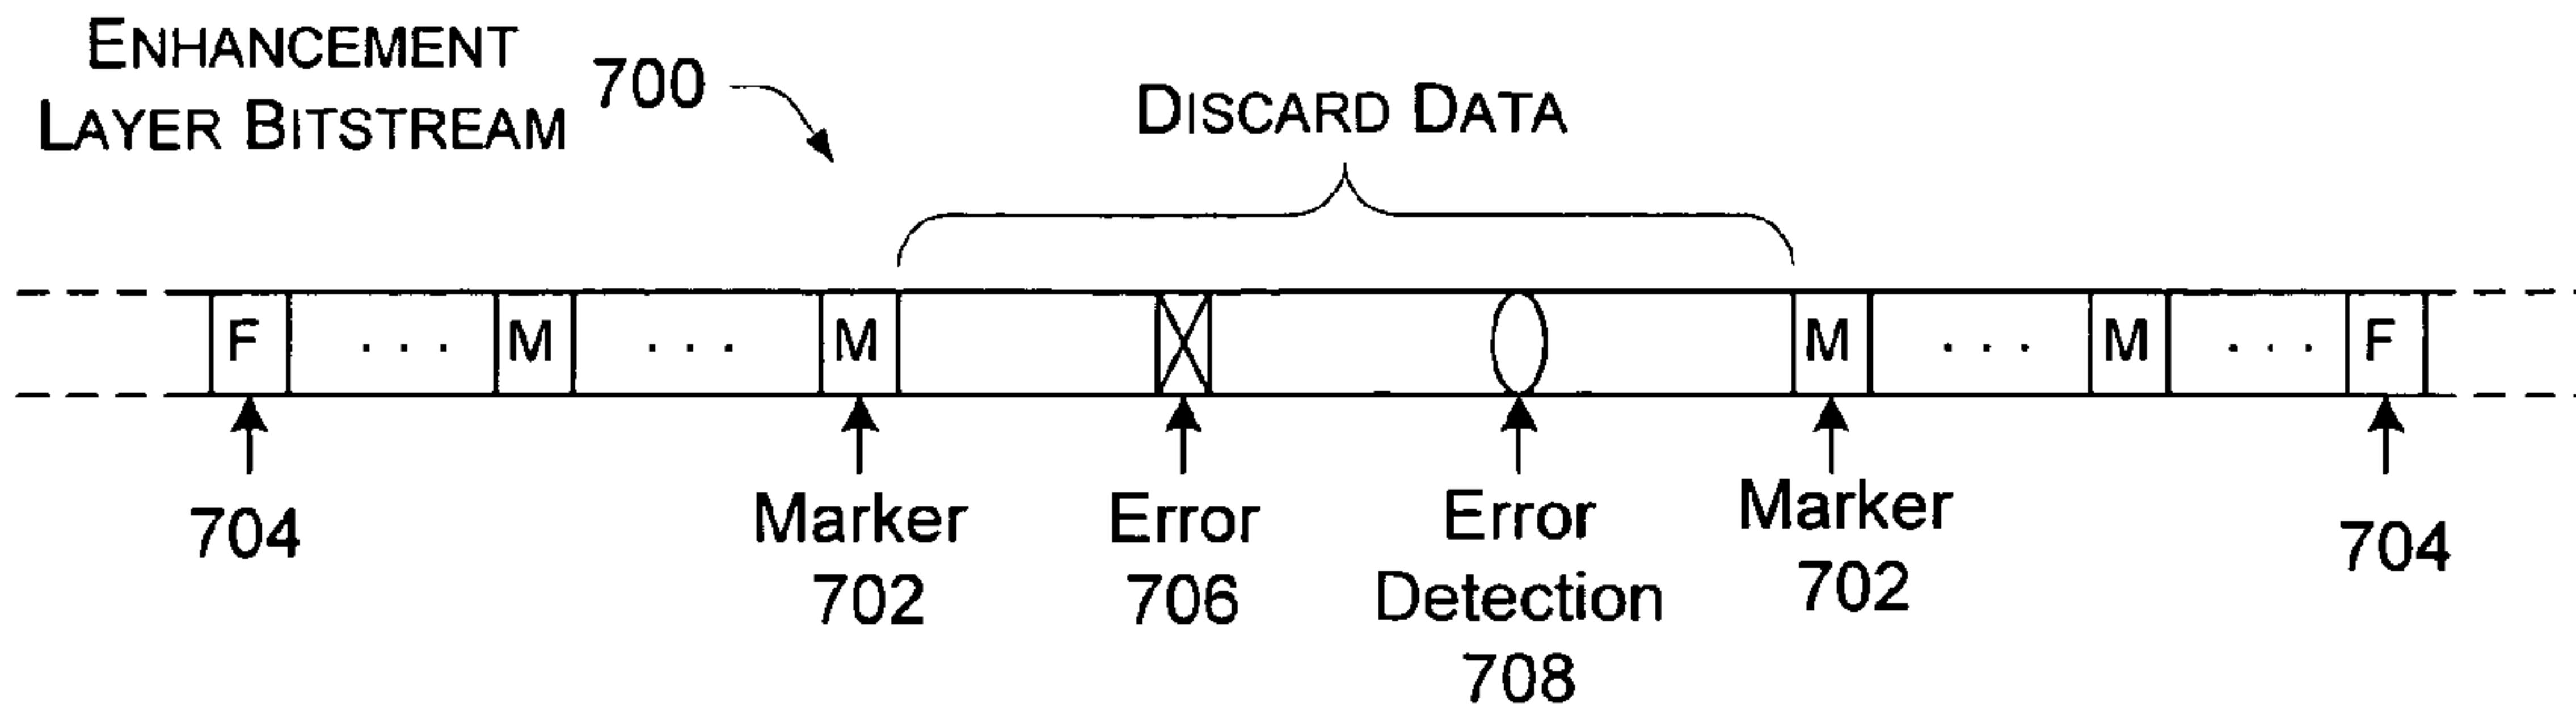 ENHANCEMENT
LAYER BITSTREAM
700
DISCARD DATA
F ... M ... M M ... M ... F
704
Marker
702
Error
706
Error
Detection
708
Marker
702
704